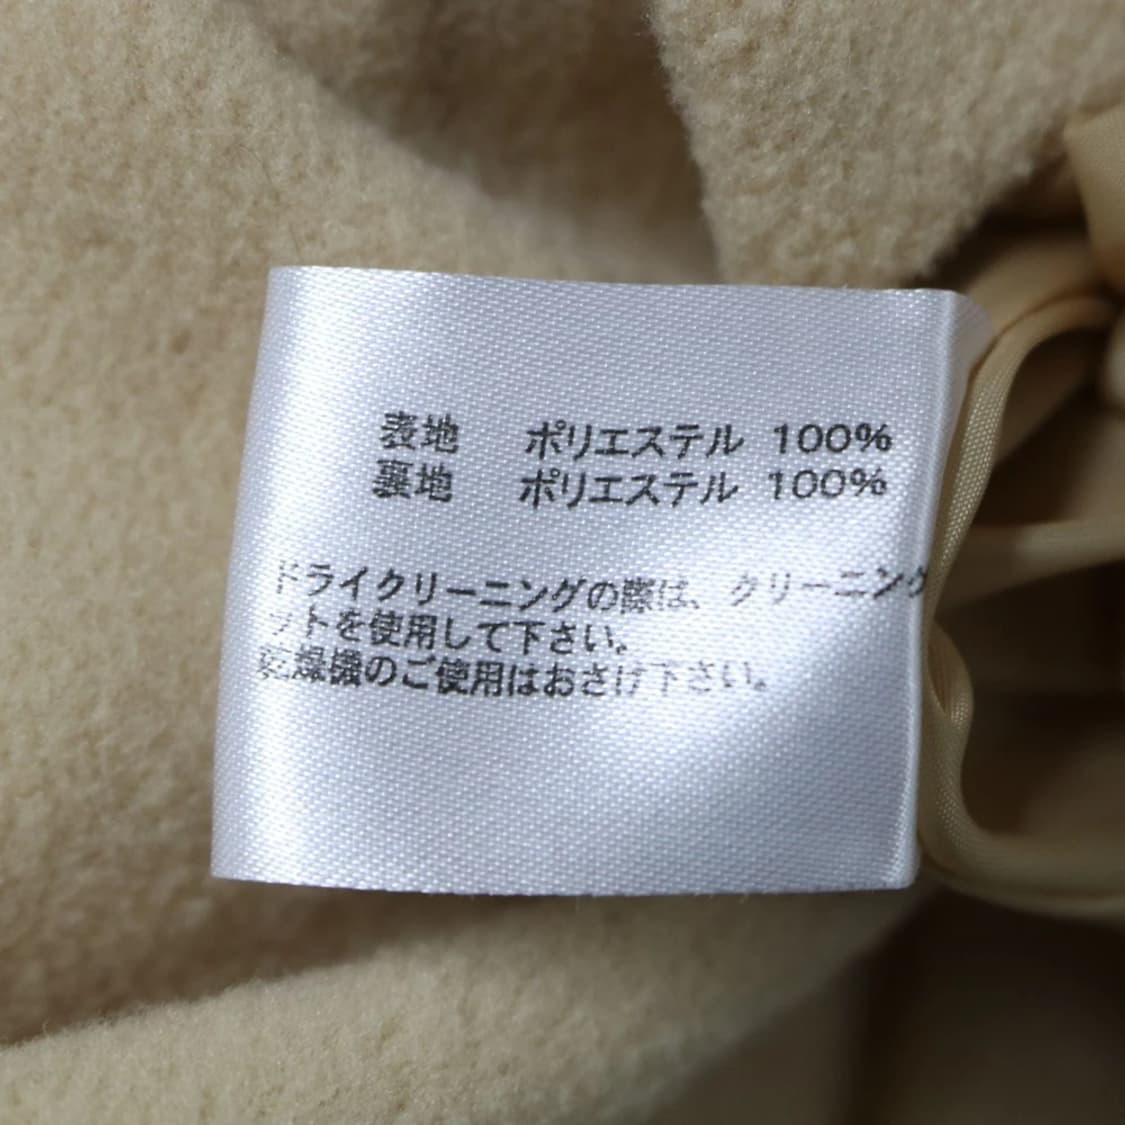 表地 ポリエステル 100%
裏地 ポリエステル 100%
ドライクリーニングの際は、クリーニング
ットを使用して下さい。
乾燥機のご使用はおさけ下さい。